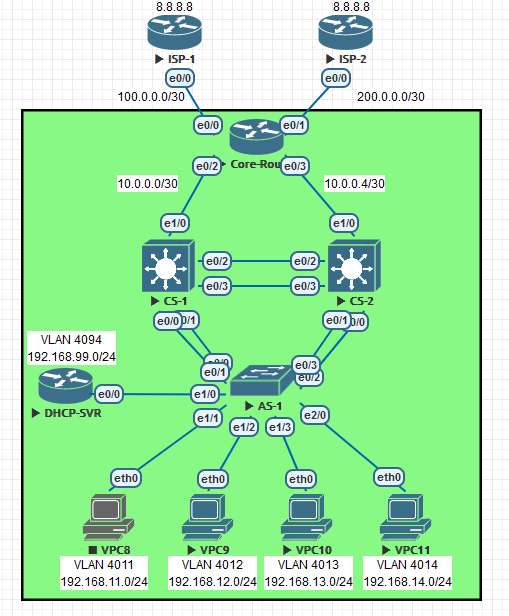 8.8.8.8
8.8.8.8
ISP-1
ISP-2
e0/0
e0/0
100.0.0.0/30
200.0.0.0/30
e0/0
e0/1
e0/2
Core-Rou
e0/3
10.0.0.0/30
10.0.0.4/30
e1/0
e1/0
e0/2
e0/2
e0/3
e0/3
CS-1
CS-2
e0/0
0/1
e0/1
0/0
VLAN 4094
192.168.99.0/24
e0/1
e0/3
0/2
e0/0
e1/0
AS-1
DHCP-SVR
e1/1
e1/2
e1/3
e2/0
eth0
eth0
eth0
eth0
VPC8
VPC9
VPC10
VPC11
VLAN 4011
192.168.11.0/24
VLAN 4012
192.168.12.0/24
VLAN 4013
192.168.13.0/24
VLAN 4014
192.168.14.0/24